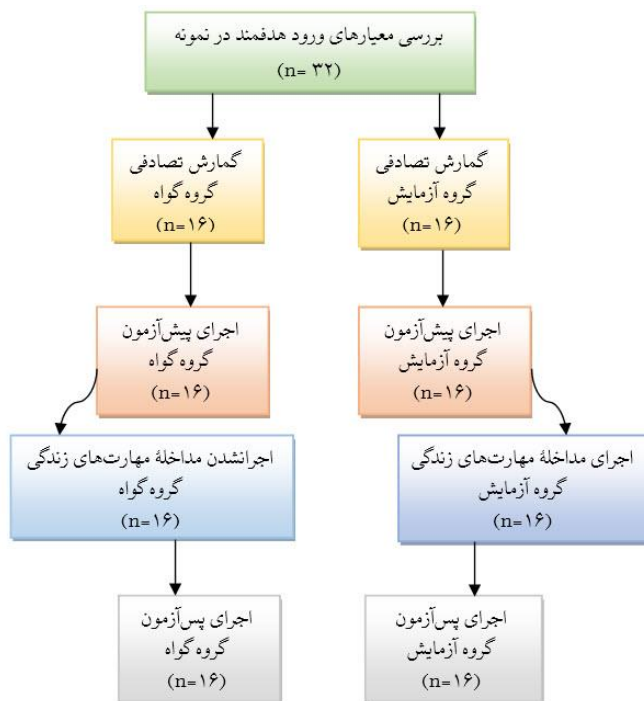 بررسی معیارهای ورود هدفمند در نمونه
(n= ۳۲)
گمارش تصادفی
گروه آزمایش
(n=۱۶)
گمارش تصادفی
گروه گواه
(n=۱۶)
اجرای پیش‌آزمون
گروه آزمایش
(n=۱۶)
اجرای پیش‌آزمون
گروه گواه
(n=۱۶)
اجرای مداخلۀ مهارت‌های زندگی
گروه آزمایش
(n=۱۶)
اجرانشدن مداخلۀ مهارت‌های زندگی
گروه گواه
(n=۱۶)
اجرای پس‌آزمون
گروه آزمایش
(n=۱۶)
اجرای پس‌آزمون
گروه گواه
(n=۱۶)